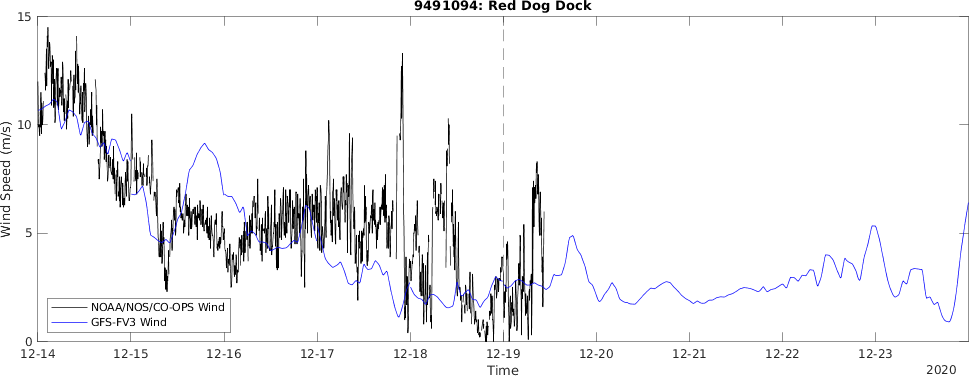 9491094: Red Dog Dock
15
10
5
0
Wind Speed (m/s)
NOAA/NOS/CO-OPS Wind
GFS-FV3 Wind
12-14 12-15 12-16 12-17 12-18 12-19 12-20 12-21 12-22 12-23
Time
2020